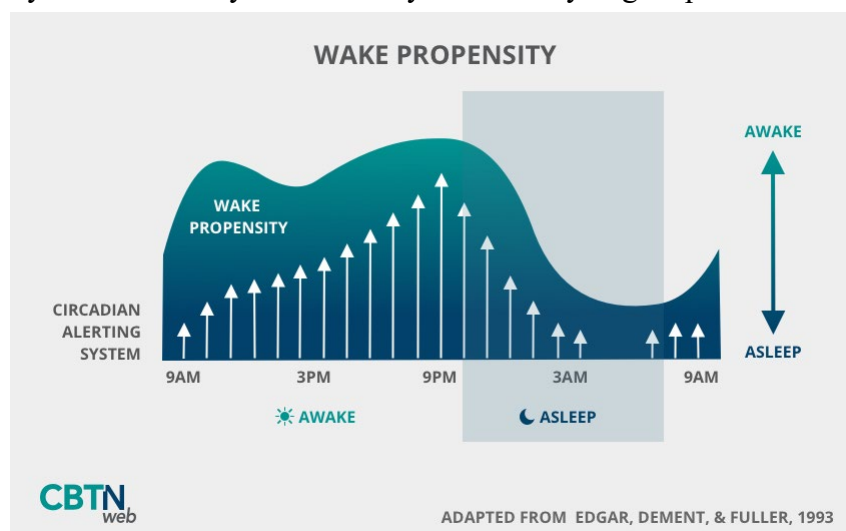 WAKE PROPENSITY
AWAKE
WAKE
PROPENSITY
CIRCADIAN
ALERTING
SYSTEM
ASLEEP
9AM 3PM 9PM 3AM 9AM
AWAKE ASLEEP
CBTN
web
ADAPTED FROM EDGAR, DEMENT, & FULLER, 1993